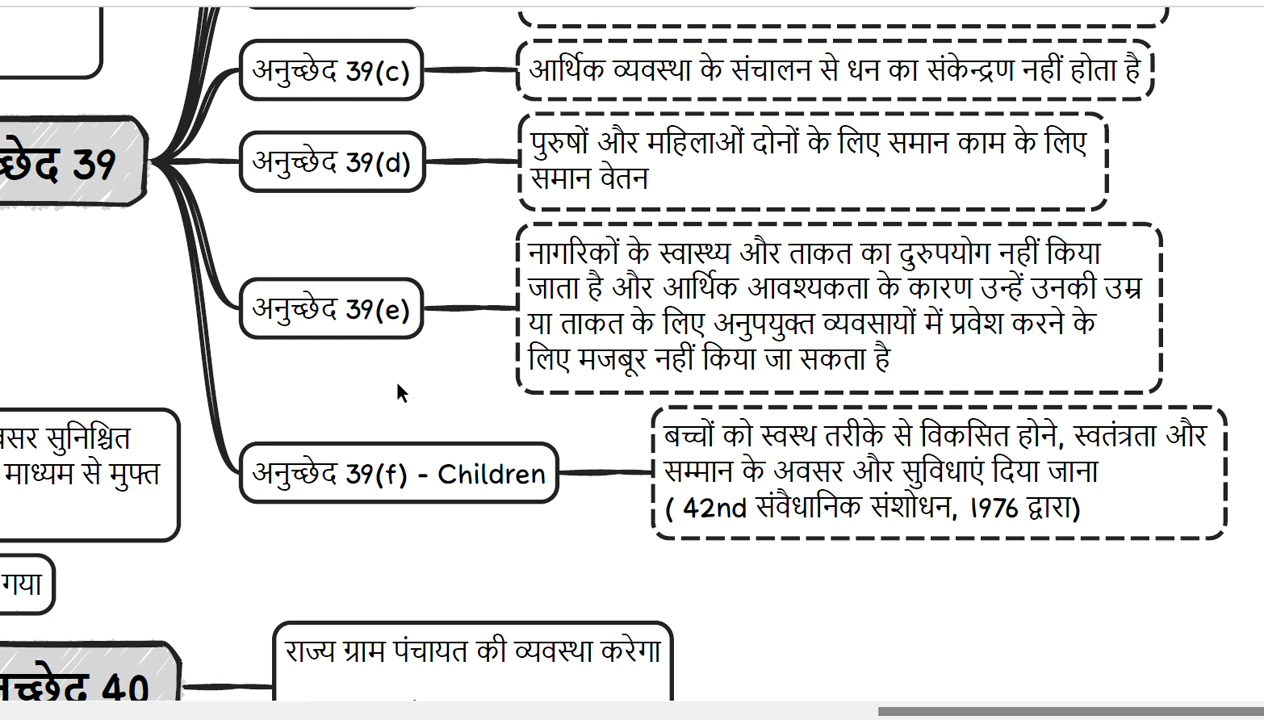 अनुच्छेद 39(c)
आर्थिक व्यवस्था के संचालन से धन का संकेन्द्रण नहीं होता है
च्छेद 39
अनुच्छेद 39(d)
पुरुषों और महिलाओं दोनों के लिए समान काम के लिए
समान वेतन
अनुच्छेद 39(e)
नागरिकों के स्वास्थ्य और ताकत का दुरुपयोग नहीं किया
जाता है और आर्थिक आवश्यकता के कारण उन्हें उनकी उम्र
या ताकत के लिए अनुपयुक्त व्यवसायों में प्रवेश करने के
लिए मजबूर नहीं किया जा सकता है
अनुच्छेद 39(f) - Children
बच्चों को स्वस्थ तरीके से विकसित होने, स्वतंत्रता और
सम्मान के अवसर और सुविधाएं दिया जाना
( 42nd संवैधानिक संशोधन, 1976 द्वारा)
सर सुनिश्चित
माध्यम से मुफ्त
गया
नुच्छेद 40
राज्य ग्राम पंचायत की व्यवस्था करेगा